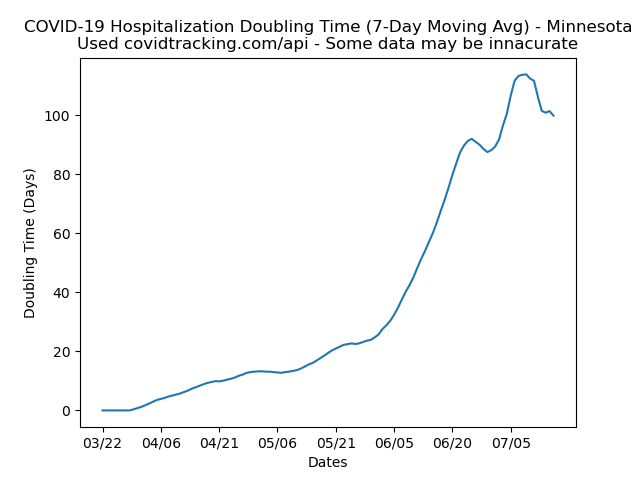 COVID-19 Hospitalization Doubling Time (7-Day Moving Avg) - Minnesota
Used covidtracking.com/api - Some data may be innacurate
Doubling Time (Days)
100
80
60
40
20
0
03/22 04/06 04/21 05/06 05/21 06/05 06/20 07/05
Dates